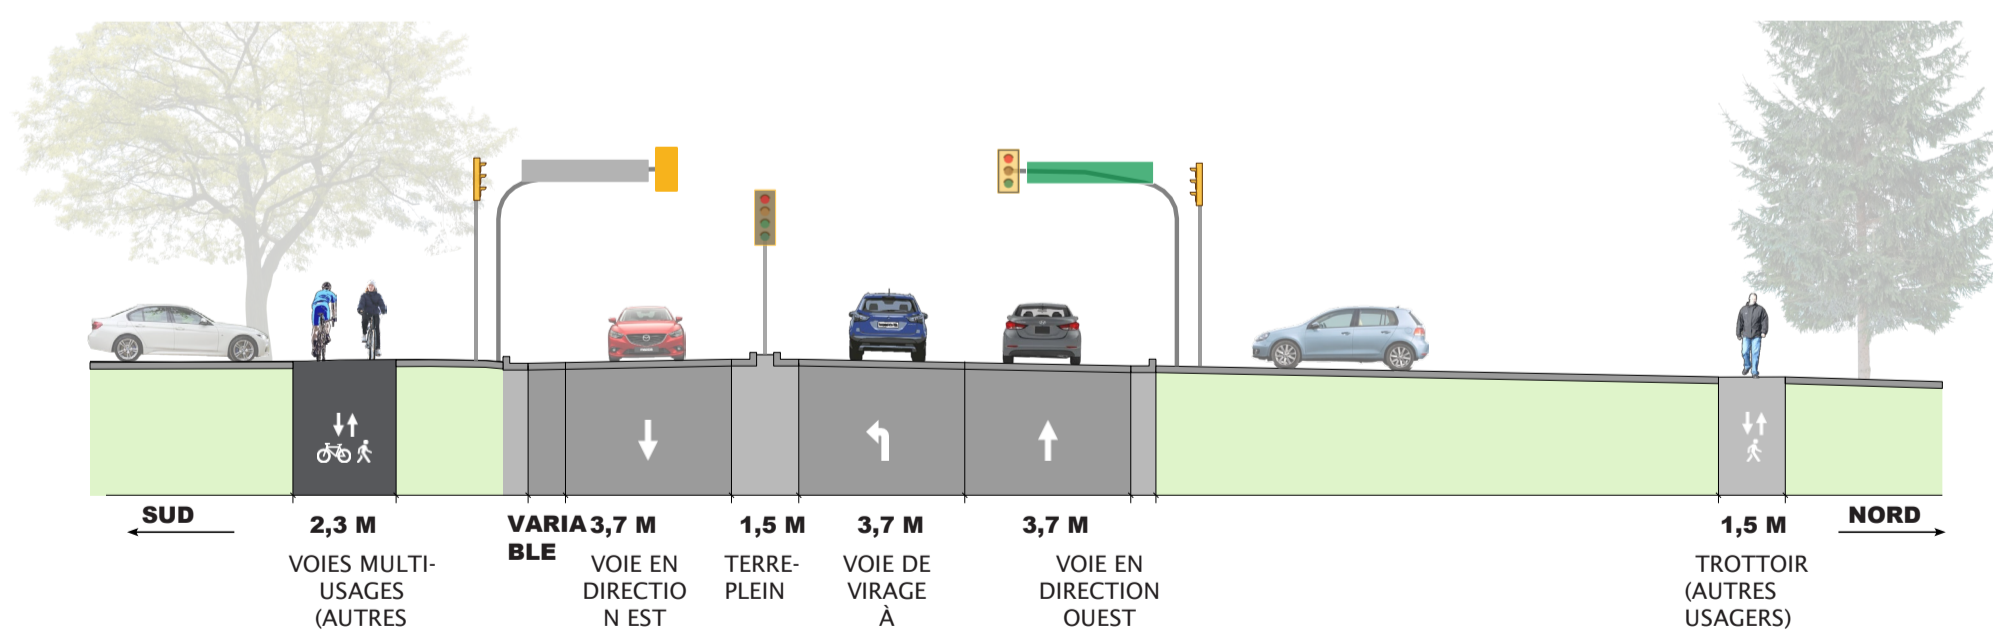 SUD
2,3 M
VOIES MULTI-
USAGES
(AUTRES
VARIA
BLE
3,7 M
VOIE EN
DIRECTIO
N EST
1,5 M
TERRE-
PLEIN
3,7 M
VOIE DE
VIRAGE
À
3,7 M
VOIE EN
DIRECTION
OUEST
1,5 M
TROTTOIR
(AUTRES
USAGERS)
NORD